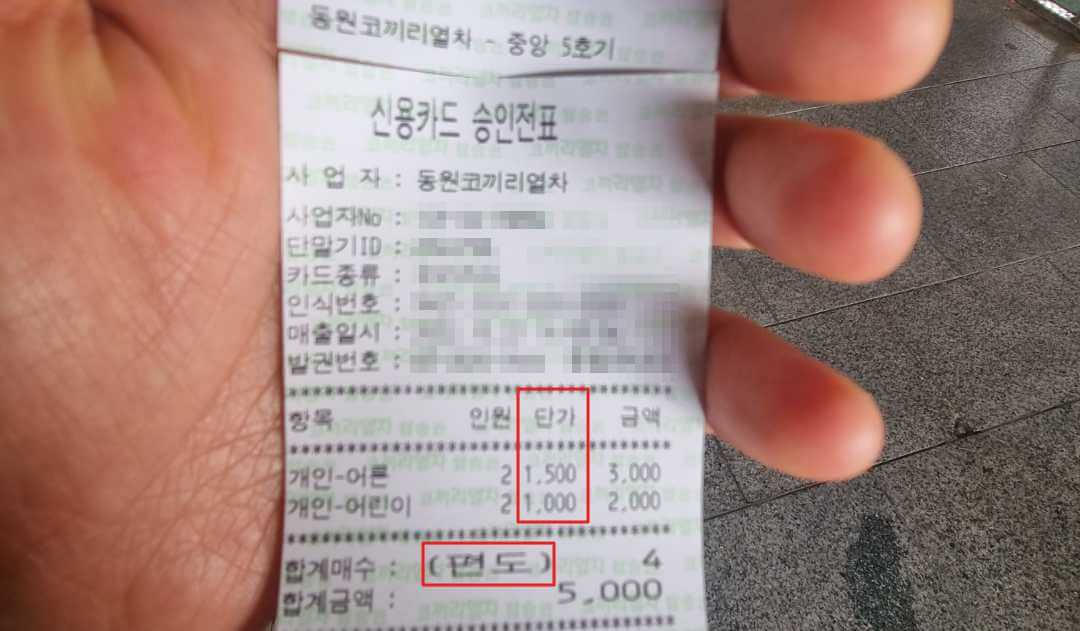 동원코끼리열차 - 중앙 5호기
신용카드 승인전표
사 업 자 : 동원코끼리열차
사업자No :
단말기ID :
카드종류 :
인식번호 :
매출일시 :
발권번호 :
항목 인원 단가 금액
개인-어른 2 1,500 3,000
개인-어린이 2 1,000 2,000
합계매수 : (편도) 4
합계금액 : 5,000